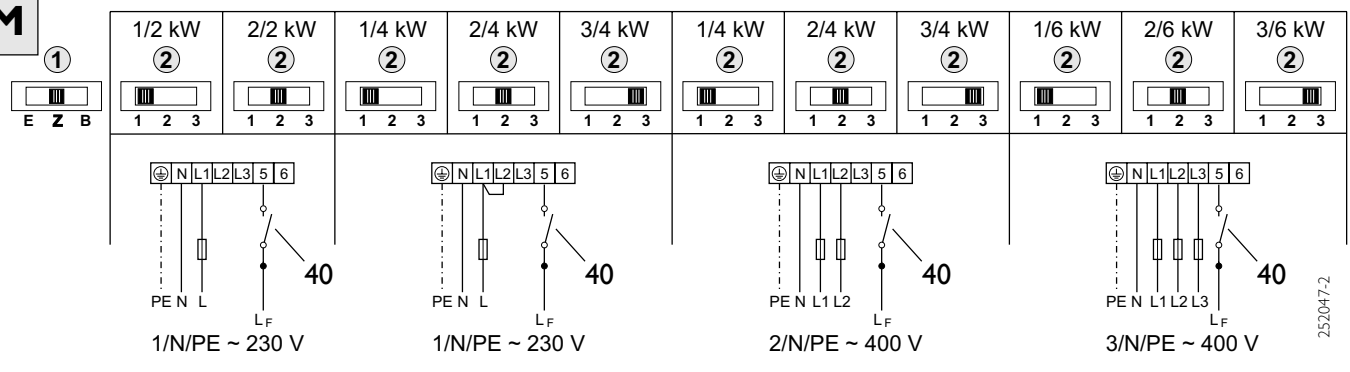 M
1/2 kW 2/2 kW 1/4 kW 2/4 kW 3/4 kW 1/4 kW 2/4 kW 3/4 kW 1/6 kW 2/6 kW 3/6 kW
1 2 2 2 2 2 2 2 2 2 2 2
E Z B 1 2 3 1 2 3 1 2 3 1 2 3 1 2 3 1 2 3 1 2 3 1 2 3 1 2 3 1 2 3 1 2 3
N L1 L2 L3 5 6 N L1 L2 L3 5 6 N L1 L2 L3 5 6 N L1 L2 L3 5 6
40 40 40 40
PE N L PE N L PE N L1 L2 PE N L1 L2 L3
LF LF LF LF
1/N/PE ~ 230 V 1/N/PE ~ 230 V 2/N/PE ~ 400 V 3/N/PE ~ 400 V
252047-2